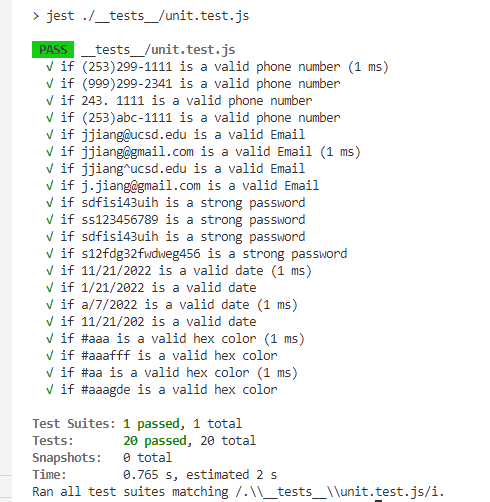 > jest ./__tests__/unit.test.js
PASS __tests__/unit.test.js
√ if (253)299-1111 is a valid phone number (1 ms)
√ if (999)299-2341 is a valid phone number
√ if 243. 1111 is a valid phone number
√ if (253)abc-1111 is a valid phone number
√ if jjiang@ucsd.edu is a valid Email
√ if jjiang@gmail.com is a valid Email (1 ms)
√ if jjiang^ucsd.edu is a valid Email
√ if j.jiang@gmail.com is a valid Email
√ if sdfisi43uih is a strong password
√ if ss123456789 is a strong password
√ if sdfisi43uih is a strong password
√ if s12fdg32fwdweg456 is a strong password
√ if 11/21/2022 is a valid date (1 ms)
√ if 1/21/2022 is a valid date
√ if a/7/2022 is a valid date (1 ms)
√ if 11/21/202 is a valid date
√ if #aaa is a valid hex color (1 ms)
√ if #aaafff is a valid hex color
√ if #aa is a valid hex color (1 ms)
√ if #aaagde is a valid hex color
Test Suites: 1 passed, 1 total
Tests: 20 passed, 20 total
Snapshots: 0 total
Time: 0.765 s, estimated 2 s
Ran all test suites matching /.\\__tests__\\unit.test.js/i.